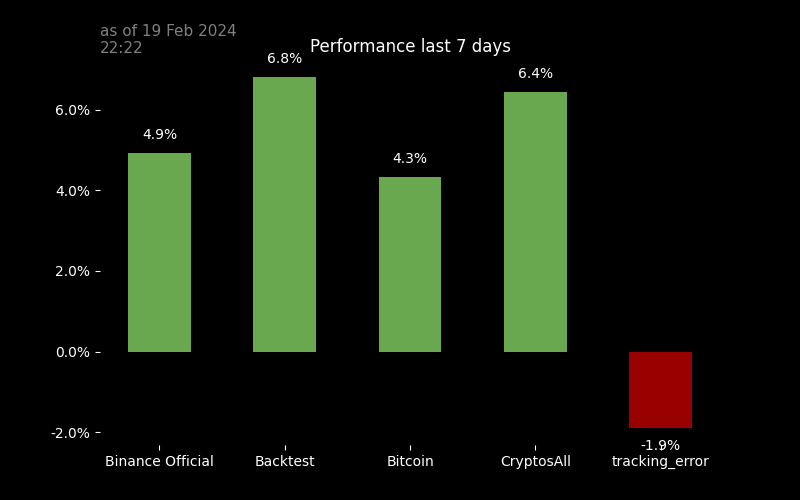 as of 19 Feb 2024
22:22
Performance last 7 days
6.8%
6.4%
4.9%
4.3%
6.0%
4.0%
2.0%
0.0%
-2.0%
-1.9%
Binance Official
Backtest
Bitcoin
CryptosAll
tracking_error